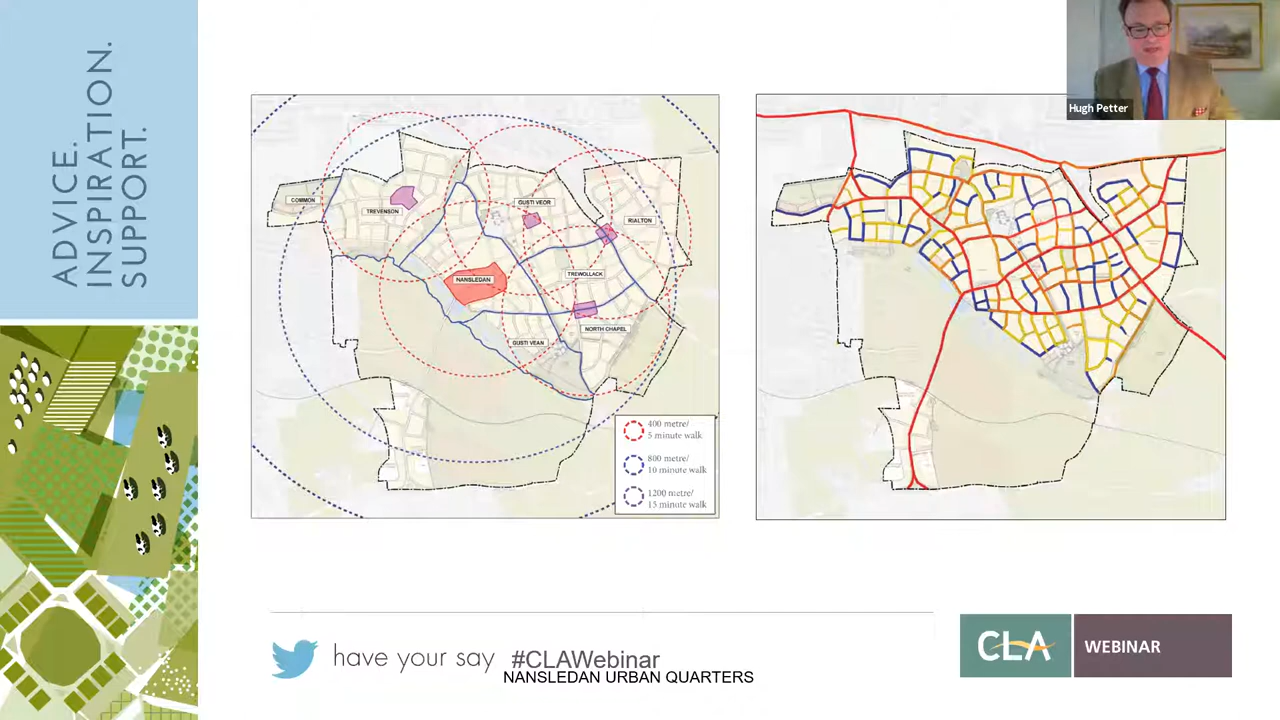 ADVICE.
INSPIRATION.
SUPPORT.
Hugh Petter
COMMON
TREVENSON
GUSTI VEOR
RIALTON
NANSLEDAN
TREWOLLACK
NORTH CHAPEL
GUSTI VEAN
400 metre/
5 minute walk
800 metre/
10 minute walk
1200 metre/
15 minute walk
have your say #CLAWebinar
NANSLEDAN URBAN QUARTERS
CLA WEBINAR